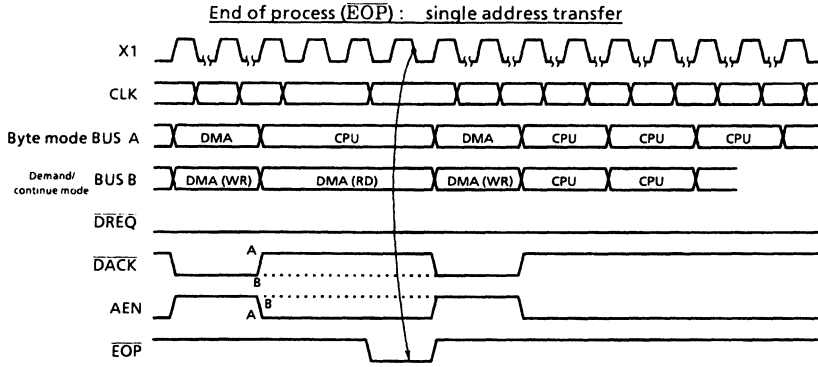 End of process (EOP) : single address transfer
X1
CLK
Byte mode BUS A DMA CPU DMA CPU CPU CPU
Demand/
continue mode BUS B DMA (WR) DMA (RD) DMA (WR) CPU CPU
DREQ
A
DACK
B
B
AEN
A
EOP